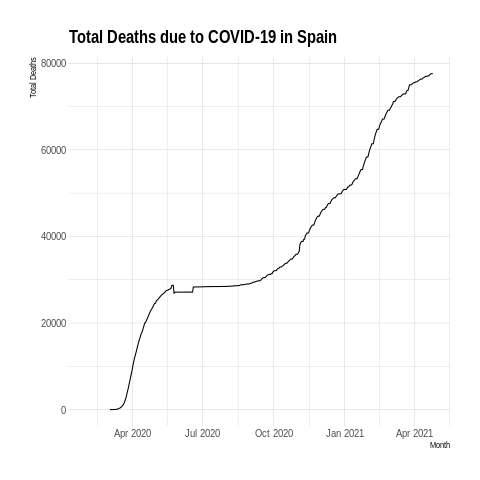 Total Deaths due to COVID-19 in Spain
Total Deaths
80000
60000
40000
20000
0
Apr 2020 Jul 2020 Oct 2020 Jan 2021 Apr 2021
Month